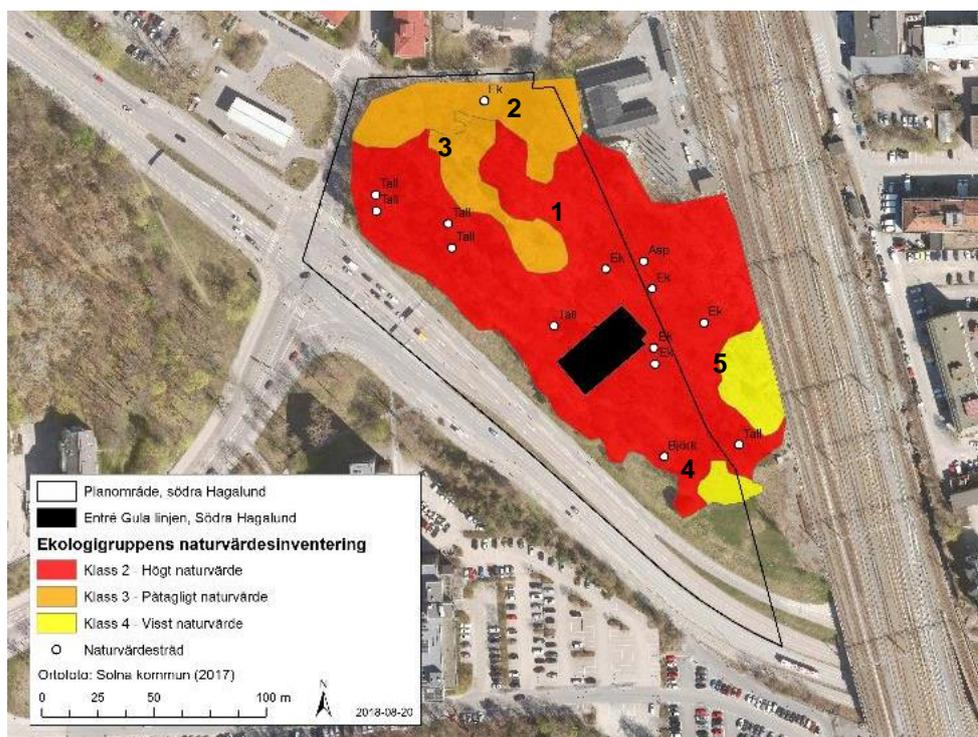 Ek
2
3
Tall
Tall
Tall
Tall
1
Ek
Asp
Ek
Tall
Ek
Ek
Ek
5
Björk
4
Tall
Planområde, södra Hagalund
Entré Gula linjen, Södra Hagalund
Ekologigruppens naturvärdesinventering
Klass 2 - Högt naturvärde
Klass 3 - Påtagligt naturvärde
Klass 4 - Visst naturvärde
Naturvärdesträd
Ortofoto: Solna kommun (2017)
0 50 100 m
N
2018-08-20